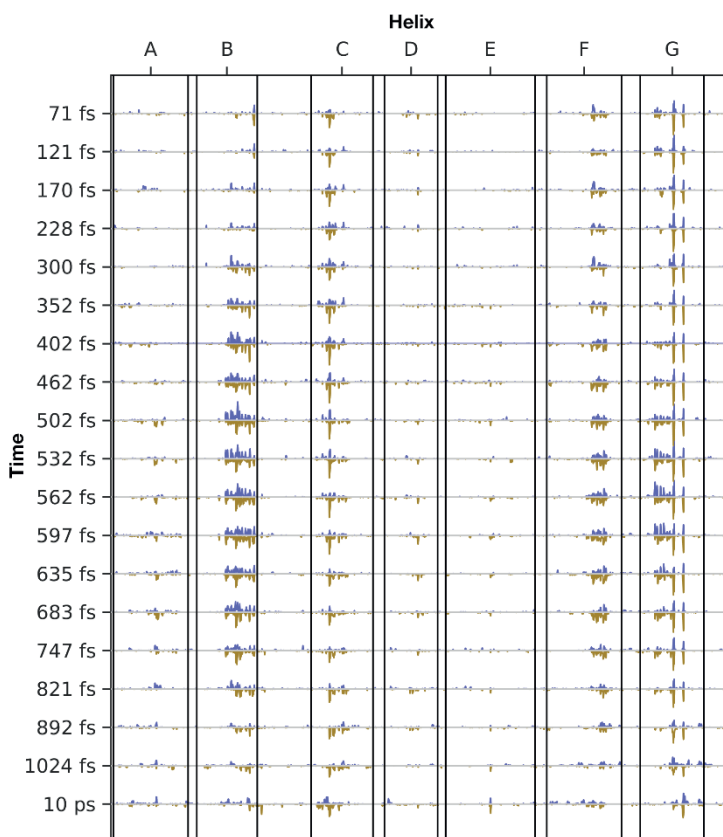 Helix
A B C D E F G
71 fs
121 fs
170 fs
228 fs
300 fs
352 fs
402 fs
462 fs
502 fs
532 fs
562 fs
597 fs
635 fs
683 fs
747 fs
821 fs
892 fs
1024 fs
10 ps
Time